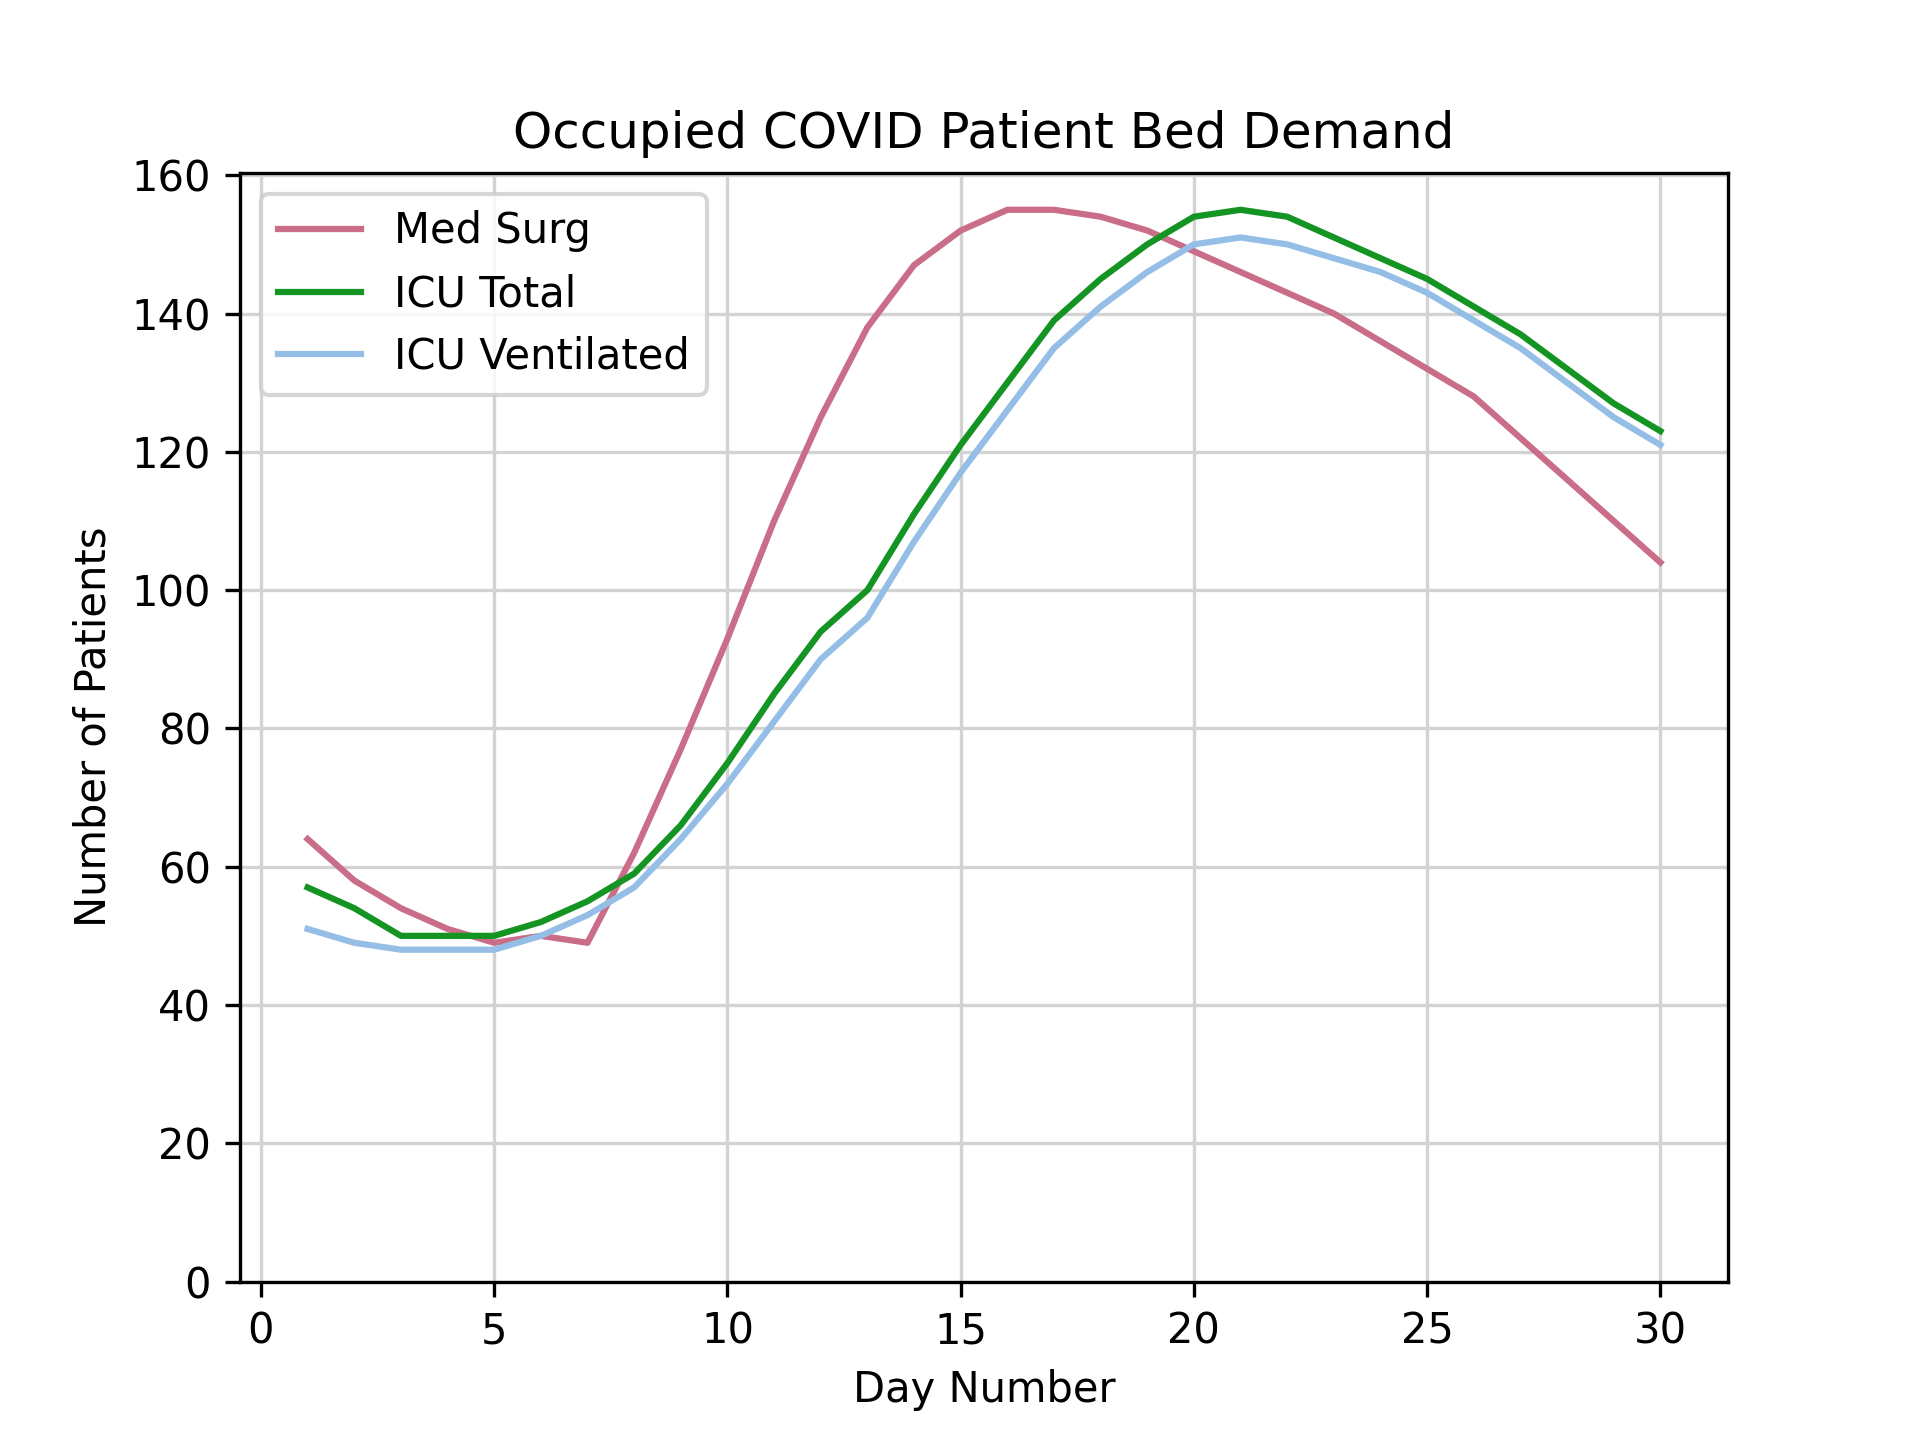 Occupied COVID Patient Bed Demand
Med Surg
ICU Total
ICU Ventilated
Number of Patients
160
140
120
100
80
60
40
20
0
0 5 10 15 20 25 30
Day Number